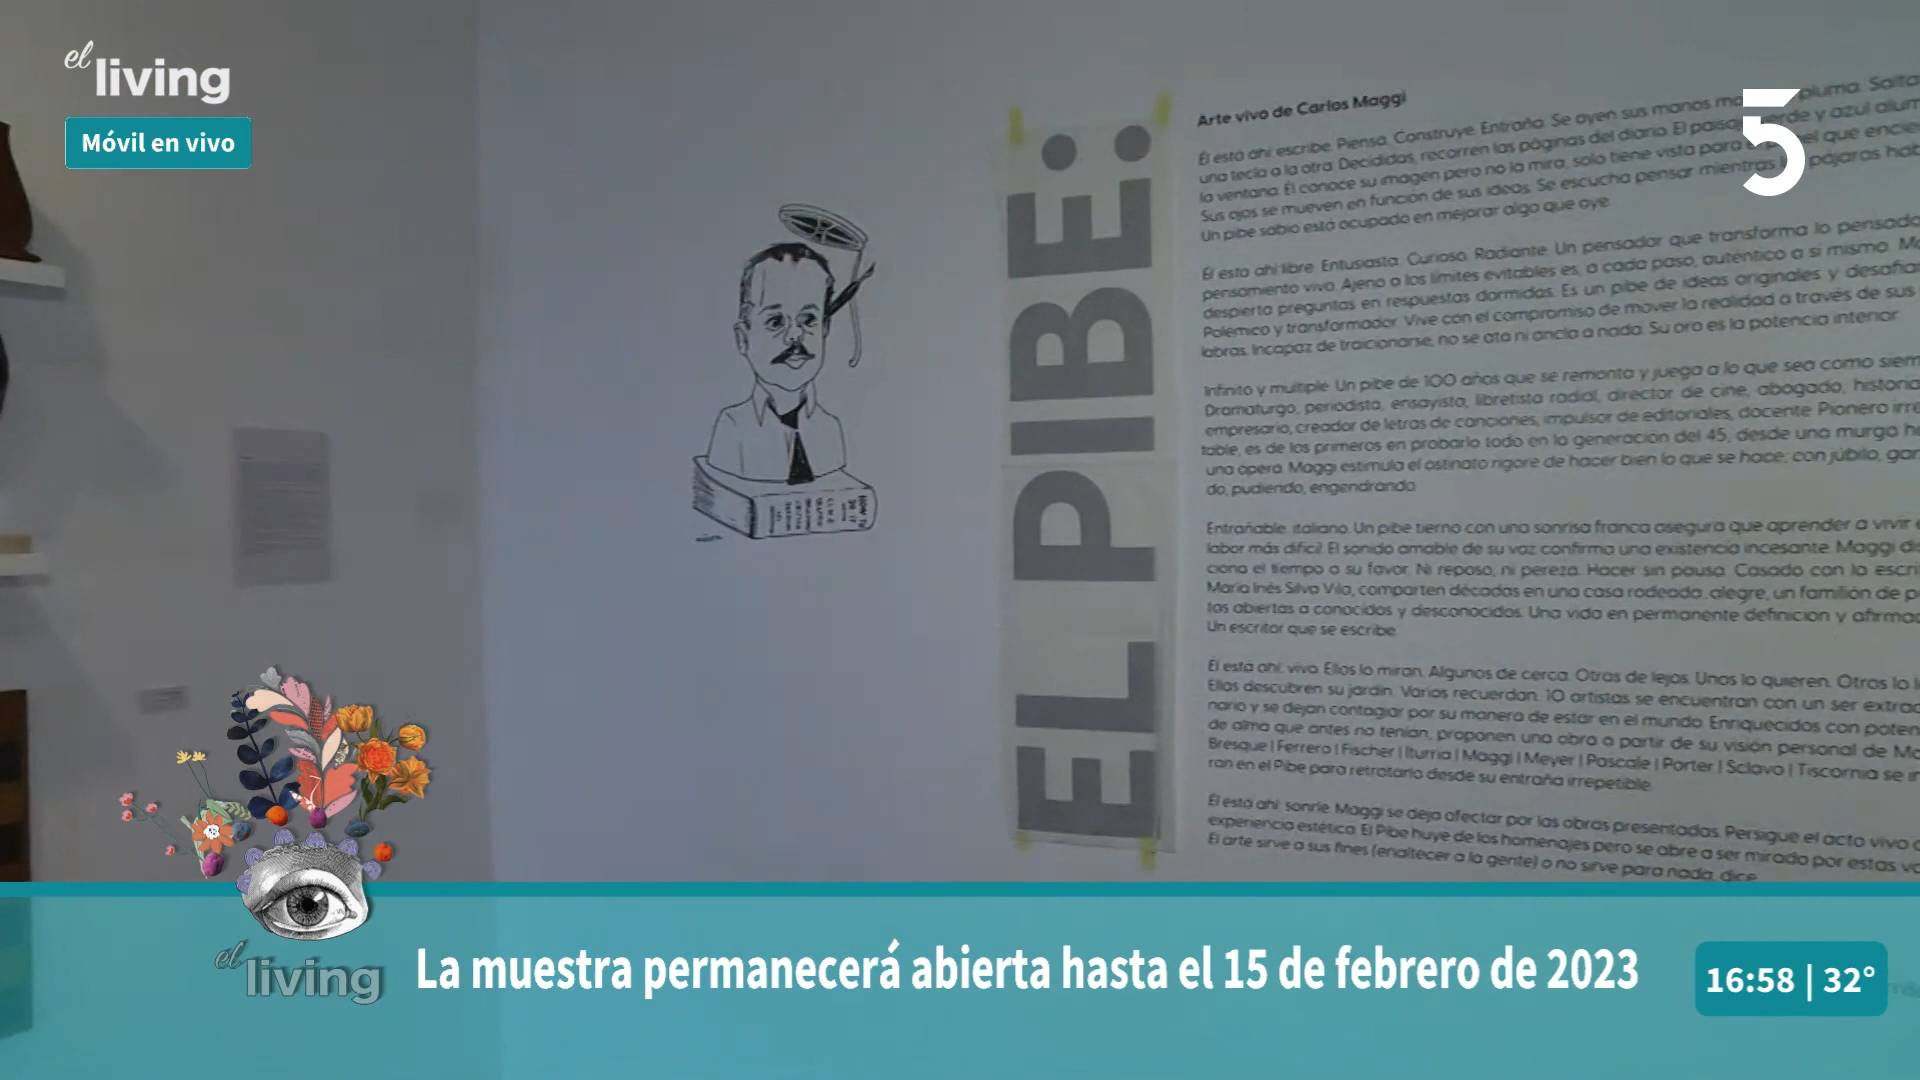 el
living
Móvil en vivo
5
Arte vivo de Carlos Maggi
Él está ahí: escribe. Piensa. Construye. Entraña. Se oyen sus manos pluma. Salta
una tecla a la otra. Decididas, recorren las páginas del diario. El verde y azul
la ventana. Él conoce su imagen pero no la mira, solo tiene vista para el que
Sus ojos se mueven en función de sus ideas. Se escucha pensar mientras pájaros
Un pibe sabio está ocupado en mejorar algo que oye.
Él está ahí: libre. Entusiasta. Curioso. Radiante. Un pensador que transforma lo
pensamiento vivo. Ajeno a los límites evitables es, a cada paso, auténtico a sí mismo.
despierta preguntas en respuestas dormidas. Es un pibe de ideas originales y
Polémico y transformador. Vive con el compromiso de mover la realidad a través de sus
labras. Incapaz de traicionarse, no se ata ni ancla a nada. Su oro es la potencia interior.
Infinito y múltiple. Un pibe de 100 años que se remonta y juega a lo que sea como
Dramaturgo, periodista, ensayista, libretista radial, director de cine, abogado,
empresario, creador de letras de canciones, impulsor de editoriales, docente. Pionero
table, es de los primeros en probarlo todo en la generación del 45, desde una murga
una ópera. Maggi estimula el ostinato rigore de hacer bien lo que se hace: con júbilo,
do, pudiendo, engendrando.
Entrañable. Italiano. Un pibe tierno con una sonrisa franca asegura que aprender a vivir
labor más difícil. El sonido amable de su voz confirma una existencia incesante. Maggi
ciona el tiempo a su favor. Ni reposo, ni pereza. Hacer sin pausa. Casado con la
María Inés Silva Vila, comparten décadas en una casa rodeada, alegre, un familión de
tas abiertas a conocidos y desconocidos. Una vida en permanente definición y
Un escritor que se escribe.
Él está ahí: vivo. Ellos lo miran. Algunos de cerca. Otras de lejos. Unos lo quieren. Otros lo
Ellas descubren su jardín. Varios recuerdan. 10 artistas se encuentran con un ser
nario y se dejan contagiar por su manera de estar en el mundo. Enriquecidos con
de alma que antes no tenían, proponen una obra a partir de su visión personal de
Bresque | Ferrero | Fischer | Iturria | Maggi | Meyer | Pascale | Porter | Sclavo | Tiscornia se
ran en el Pibe para retratarlo desde su entraña irrepetible.
Él está ahí: sonríe. Maggi se deja afectar por las obras presentadas. Persigue el acto vivo
experiencia estética. El Pibe huye de los homenajes pero se abre a ser mirado por estas
El arte sirve a sus fines (enaltecer a la gente) o no sirve para nada, dice
EL PIBE:
el
living
La muestra permanecerá abierta hasta el 15 de febrero de 2023
16:58 | 32°